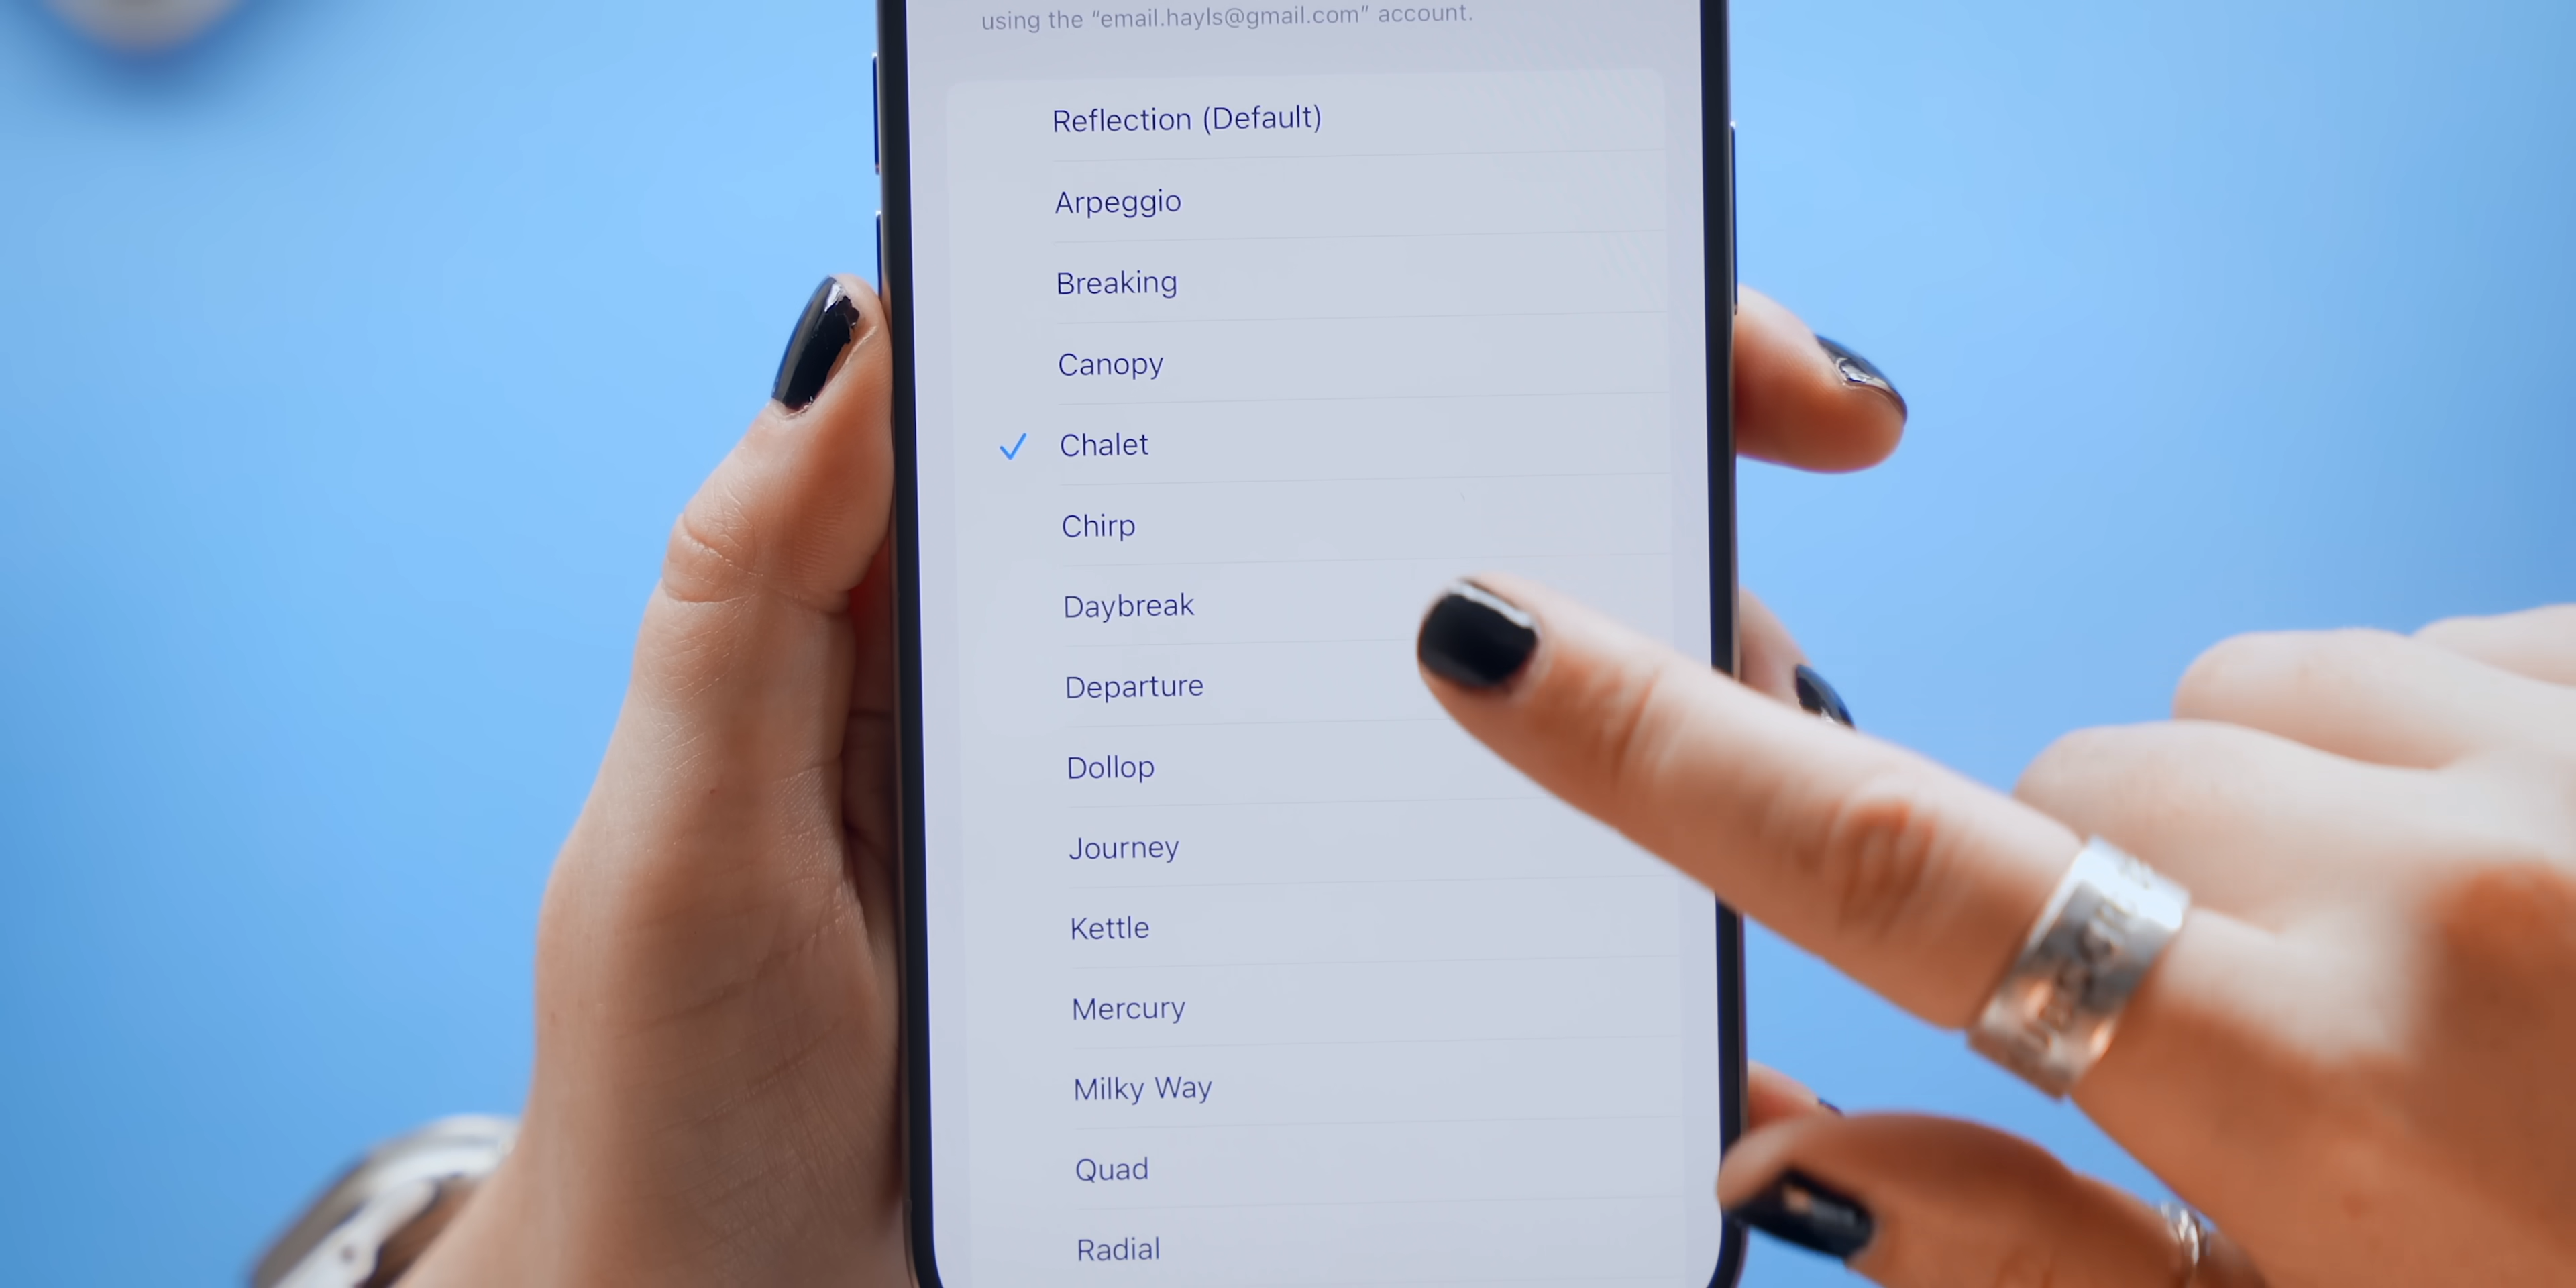 using the “email.hayls@gmail.com” account.
Reflection (Default)
Arpeggio
Breaking
Canopy
Chalet
Chirp
Daybreak
Departure
Dollop
Journey
Kettle
Mercury
Milky Way
Quad
Radial